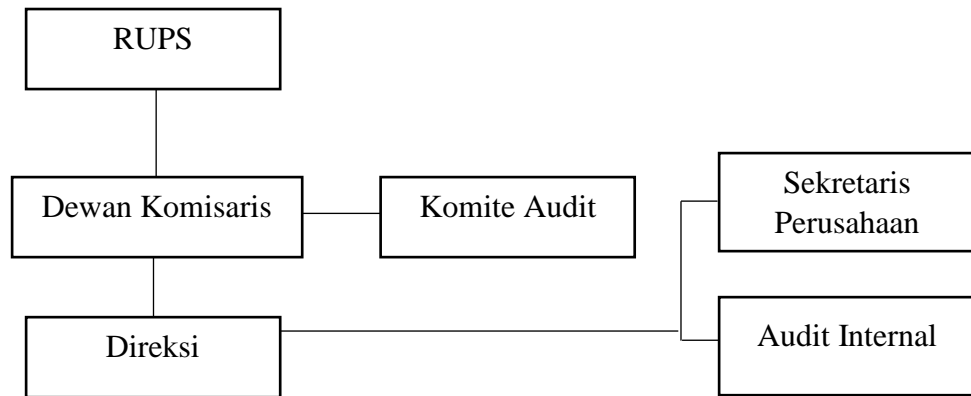 RUPS
Dewan Komisaris
Komite Audit
Sekretaris
Perusahaan
Direksi
Audit Internal